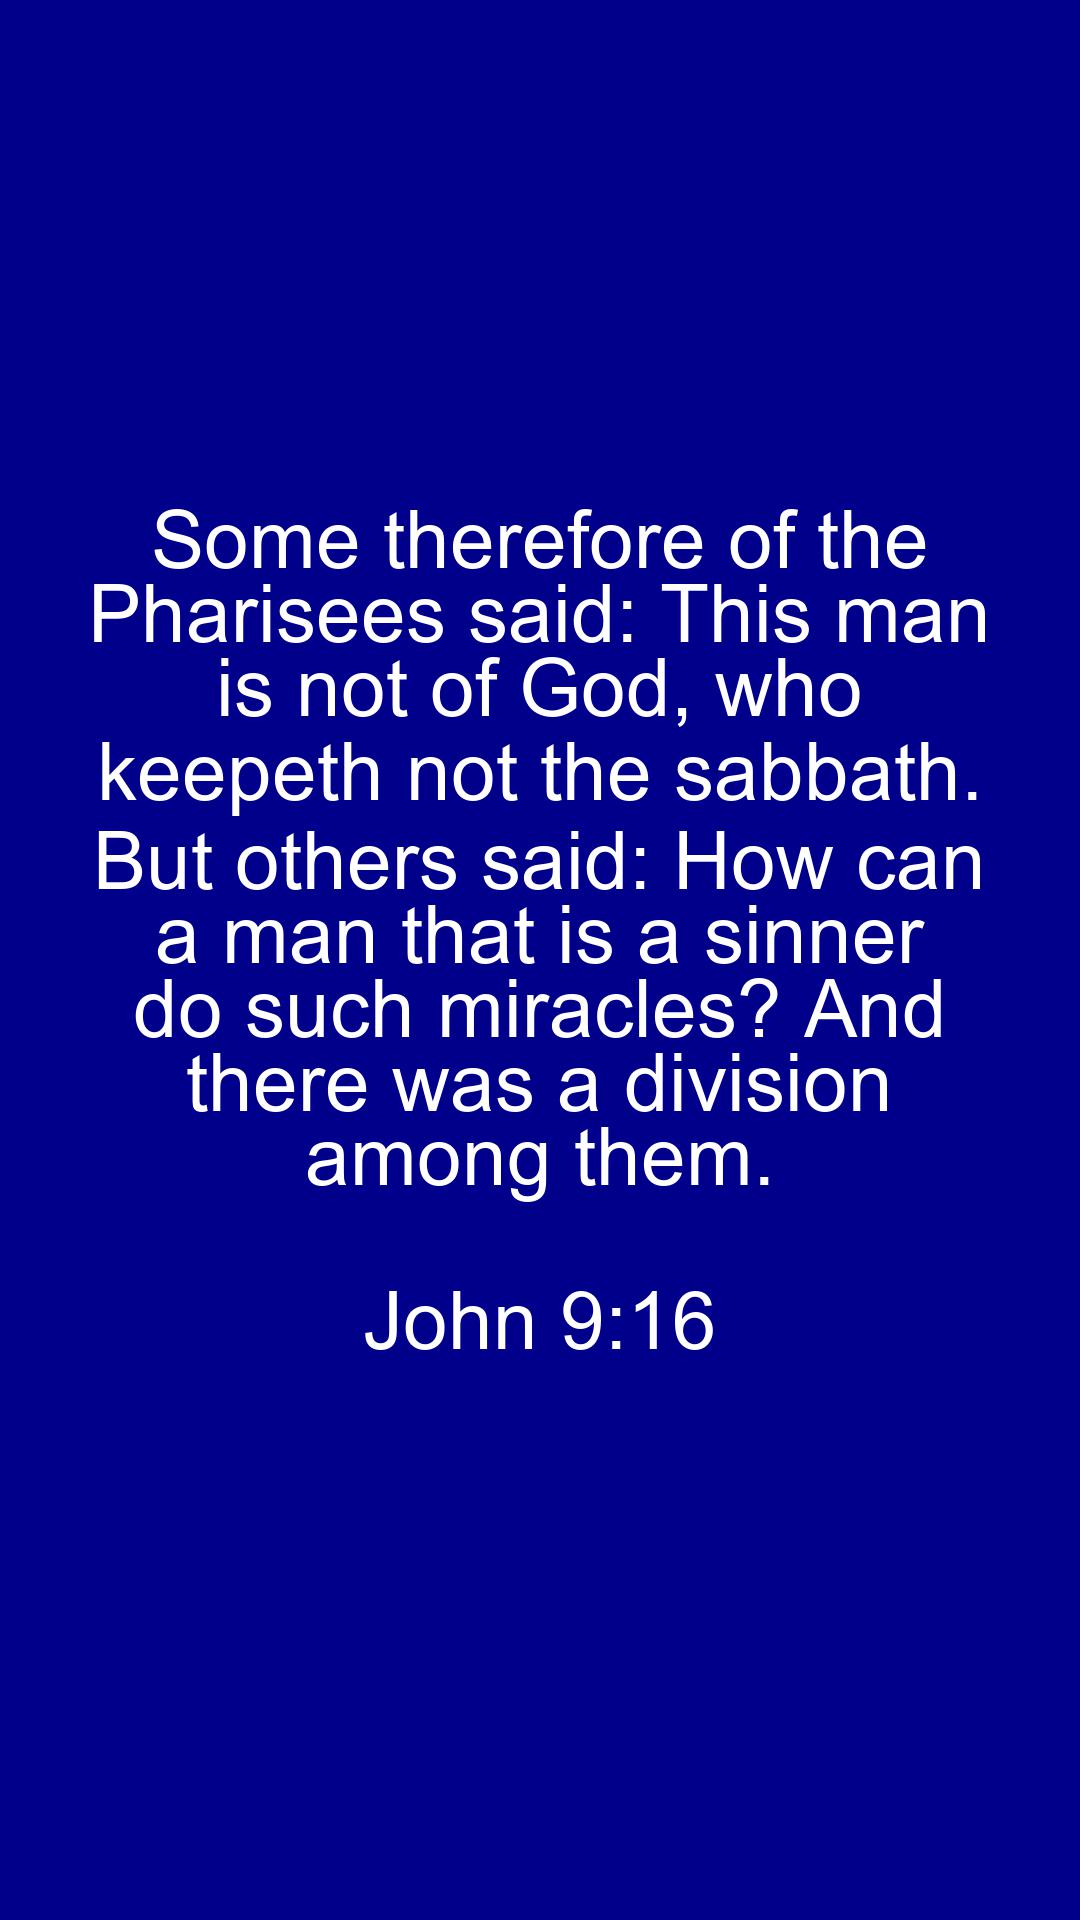 Some therefore of the
Pharisees said: This man
is not of God, who
keepeth not the sabbath.
But others said: How can
a man that is a sinner
do such miracles? And
there was a division
among them.
John 9:16